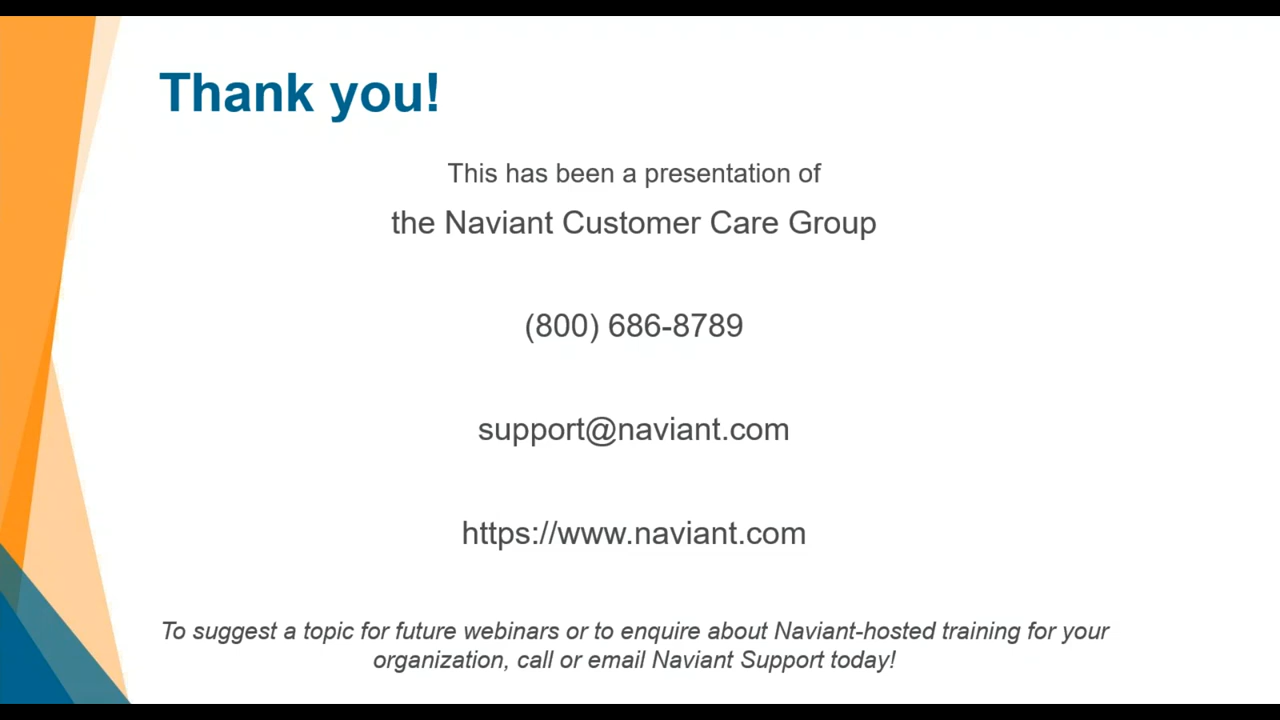 Thank you!
This has been a presentation of
the Naviant Customer Care Group
(800) 686-8789
support@naviant.com
https://www.naviant.com
To suggest a topic for future webinars or to enquire about Naviant-hosted training for your
organization, call or email Naviant Support today!